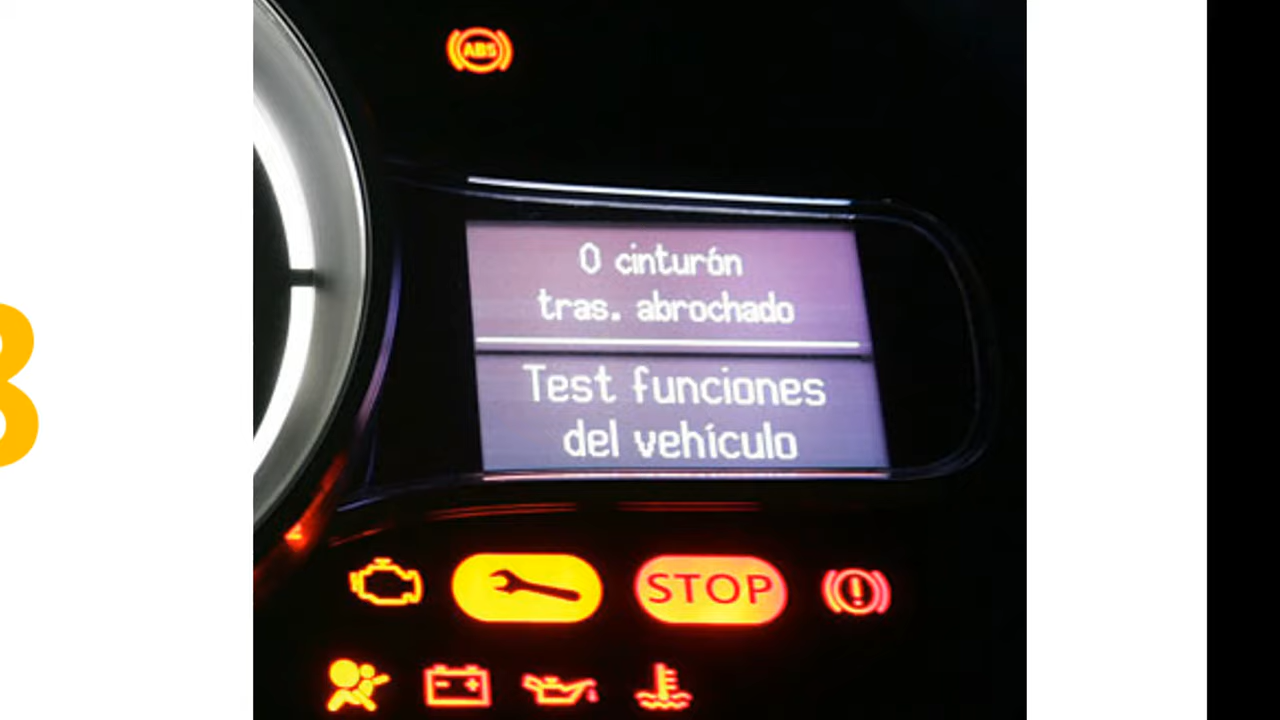 ABS
0 cinturón
tras. abrochado
Test funciones
del vehículo
STOP